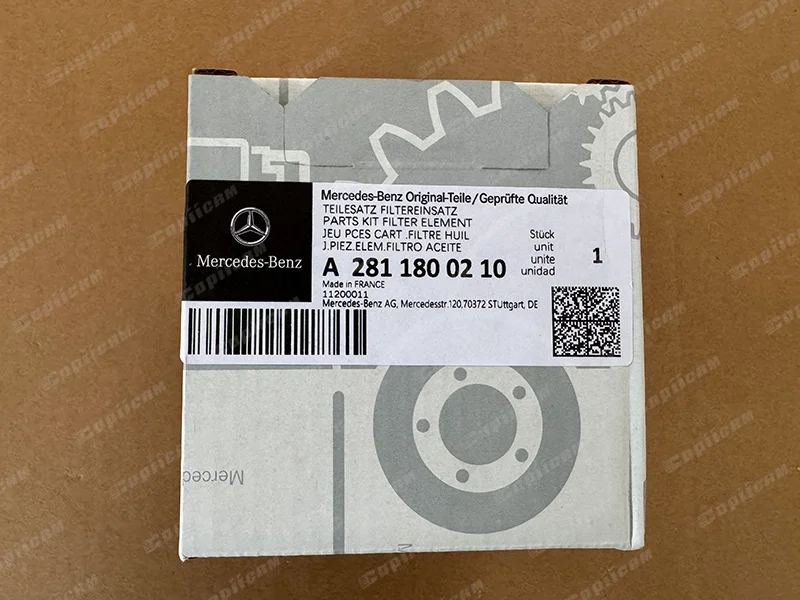 Mercedes-Benz
Mercedes-Benz Original-Teile/Geprüfte Qualität
TEILESATZ FILTEREINSATZ
PARTS KIT FILTER ELEMENT
JEU PCES CART .FILTRE HUIL
J.PIEZ.ELEM.FILTRO ACEITE
Stück
unit
unite
unidad
1
A 281 180 02 10
Made in FRANCE
11200011
Mercedes-Benz AG, Mercedesstr.120,70372 STUttgart, DE
Merced
Copiicam